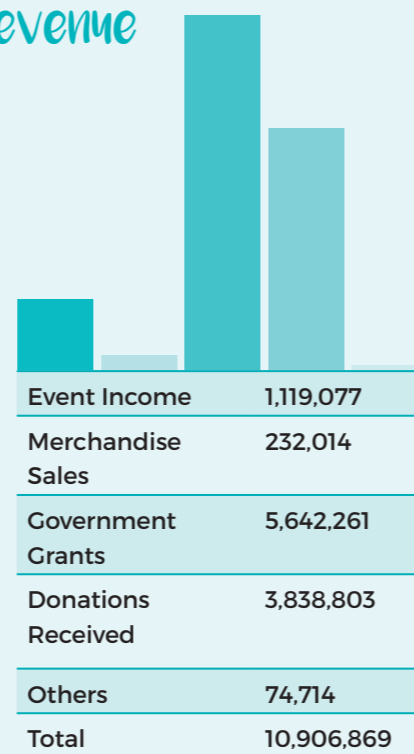 evenue
Event Income 1,119,077
Merchandise 232,014
Sales
Government 5,642,261
Grants
Donations 3,838,803
Received
Others 74,714
Total 10,906,869